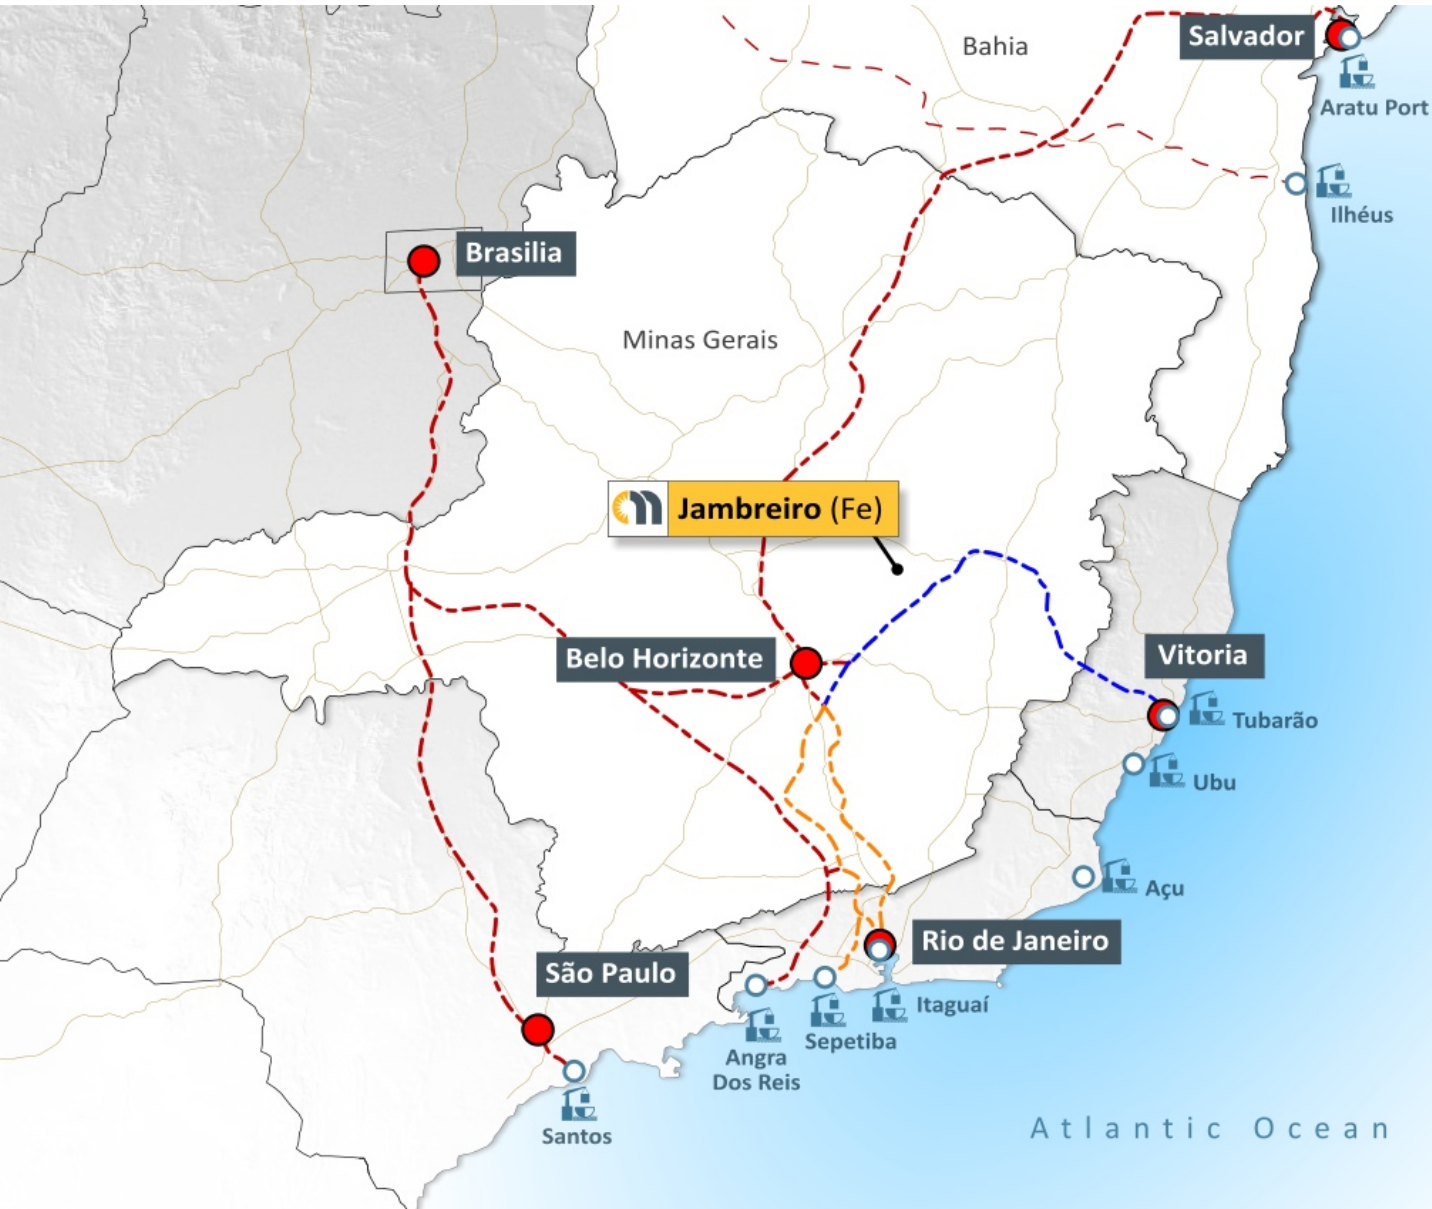 Bahia
Salvador
Aratu Port
Ilhéus
Brasilia
Minas Gerais
Jambreiro (Fe)
Belo Horizonte
Vitoria
Tubarão
Ubu
Açu
Rio de Janeiro
São Paulo
Itaguaí
Sepetiba
Angra
Dos Reis
Santos
Atlantic Ocean